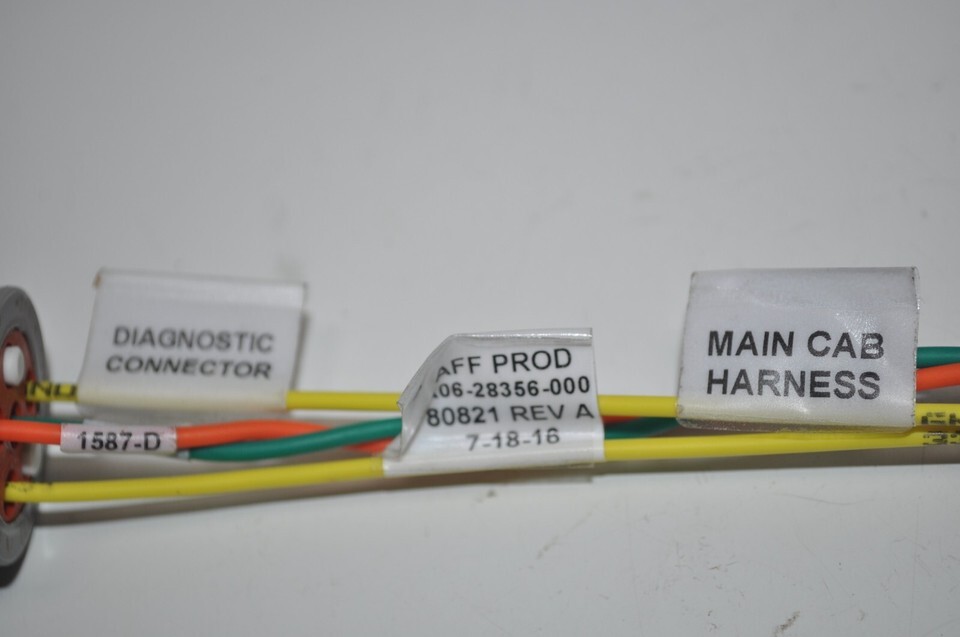 DIAGNOSTIC
CONNECTOR
1587-D
AFF PROD
06-28356-000
80821 REV A
7-18-16
MAIN CAB
HARNESS